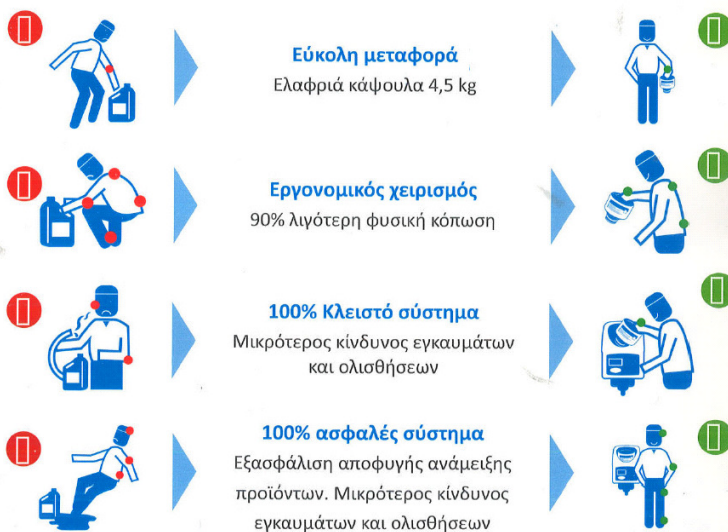 Εύκολη μεταφορά
Ελαφριά κάψουλα 4,5 kg
Εργονομικός χειρισμός
90% λιγότερη φυσική κόπωση
100% Κλειστό σύστημα
Μικρότερος κίνδυνος εγκαυμάτων
και ολισθήσεων
100% ασφαλές σύστημα
Εξασφάλιση αποφυγής ανάμειξης
προϊόντων. Μικρότερος κίνδυνος
εγκαυμάτων και ολισθήσεων